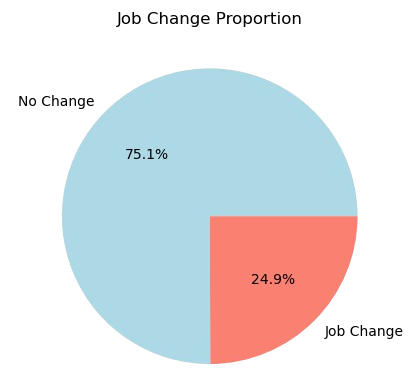 Job Change Proportion
No Change
75.1%
24.9%
Job Change